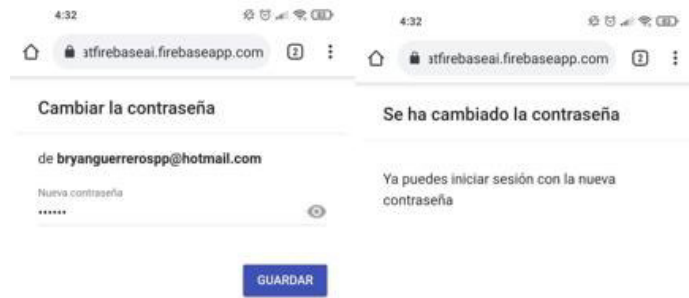 4:32
atfirebaseai.firebaseapp.com
2
Cambiar la contraseña
de bryanguerrerospp@hotmail.com
Nueva contraseña
••••••
GUARDAR
4:32
atfirebaseai.firebaseapp.com
2
Se ha cambiado la contraseña
Ya puedes iniciar sesión con la nueva
contraseña